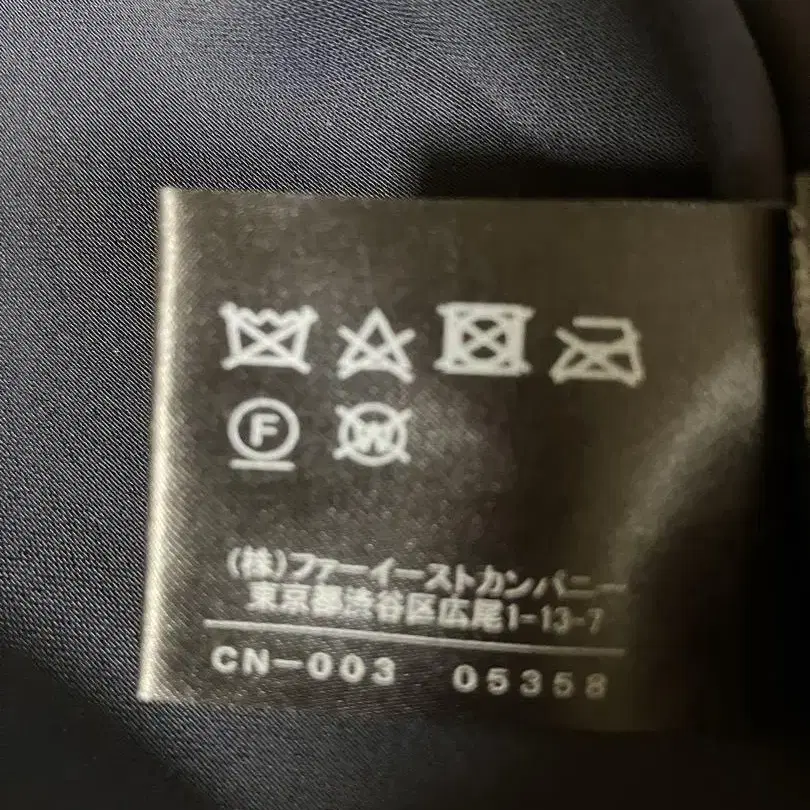 F W
(株)ファーイーストカンパニー
東京都渋谷区広尾1-13-7
CN-003 05358